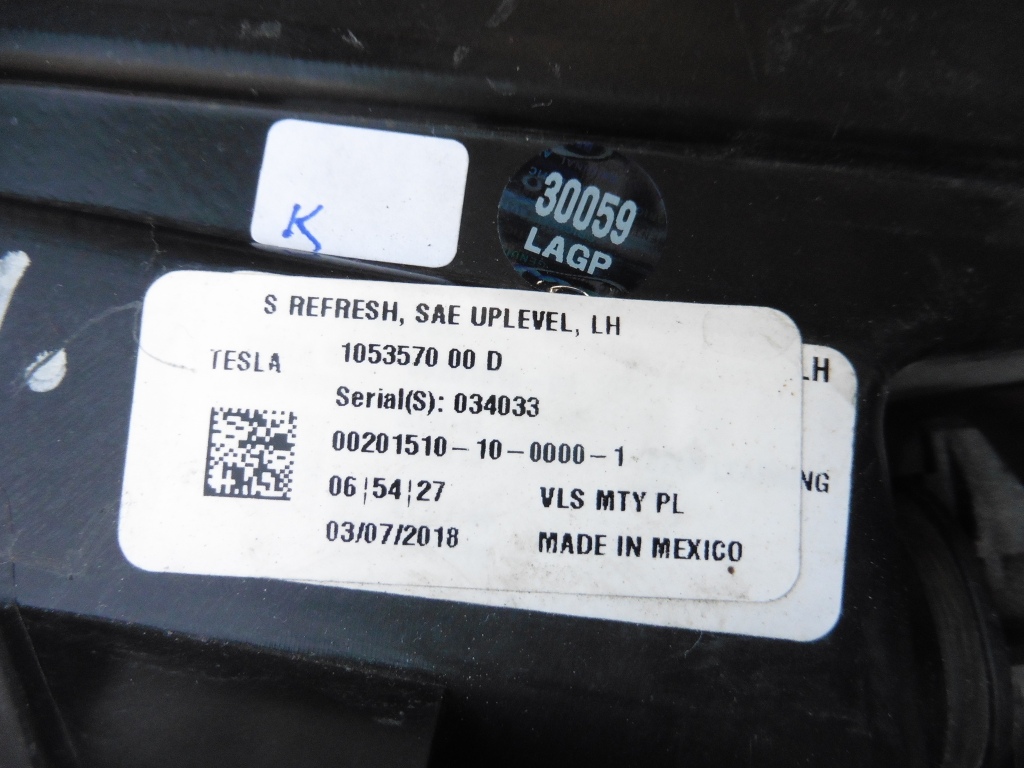 K
30059
LAGP
S REFRESH, SAE UPLEVEL, LH
TESLA
1053570 00 D
Serial(S): 034033
00201510-10-0000-1
06¦54¦27
VLS MTY PL
03/07/2018
MADE IN MEXICO
LH
NG